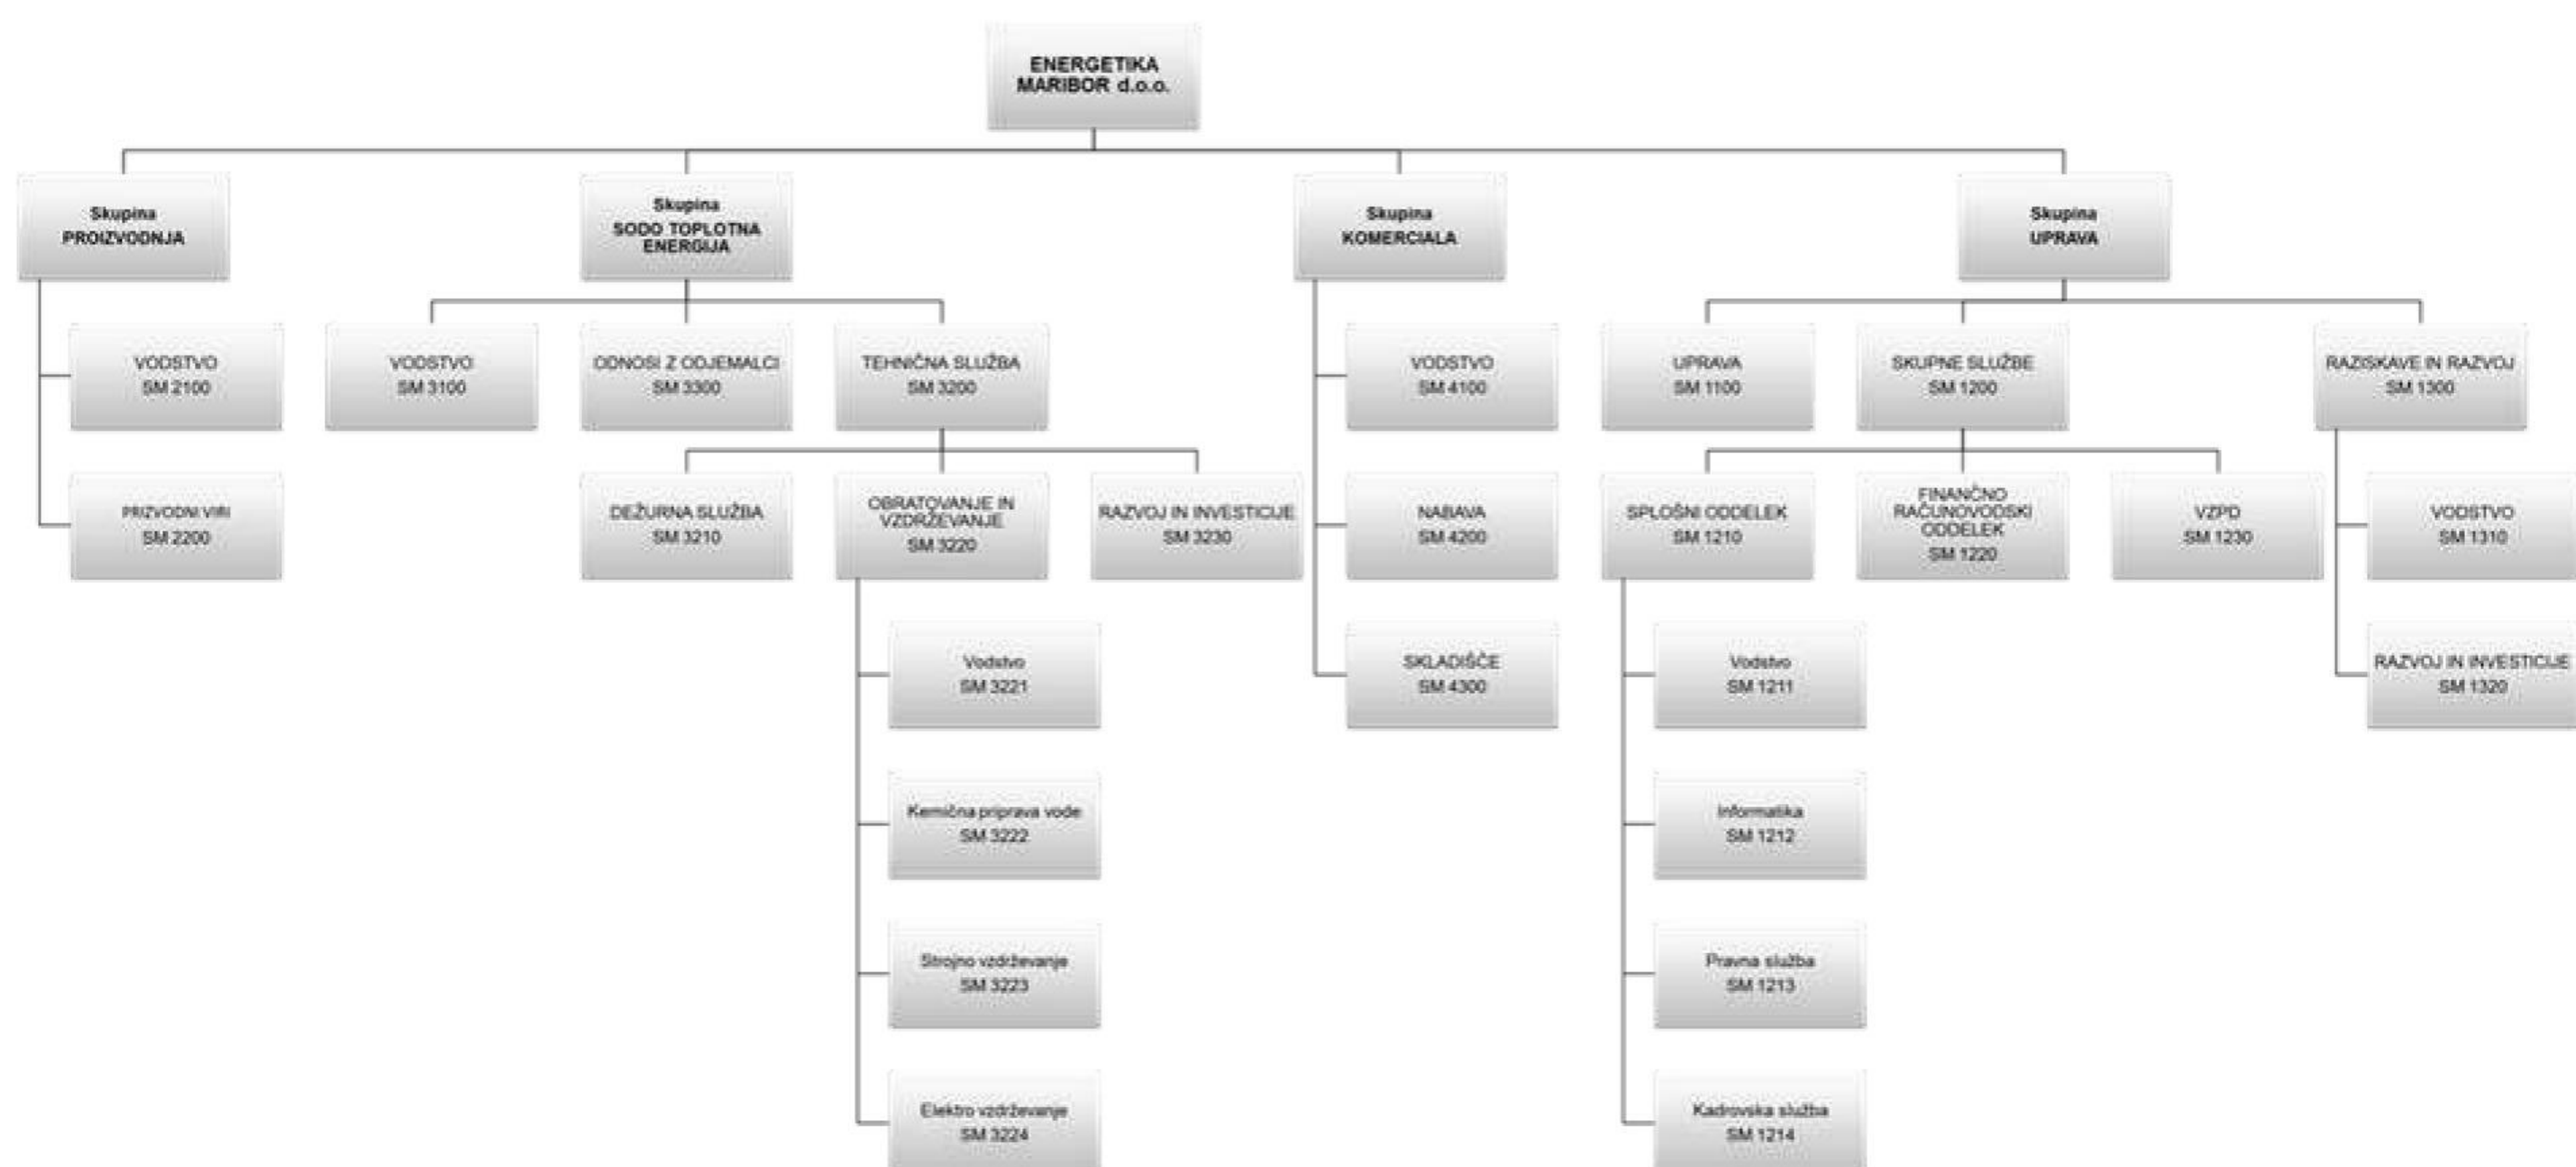 ENERGETIKA
MARIBOR d.o.o.
Skupina
PROIZVODNJA
Skupina
SODO TOPLOTNA
ENERGIJA
Skupina
KOMERCIALA
Skupina
UPRAVA
VODSTVO
SM 2100
VODSTVO
SM 3100
ODNOSI Z ODJEMALCI
SM 3300
TEHNIČNA SLUŽBA
SM 3200
VODSTVO
SM 4100
UPRAVA
SM 1100
SKUPNE SLUŽBE
SM 1200
RAZISKAVE IN RAZVOJ
SM 1300
PRIZVODNI VIRI
SM 2200
DEŽURNA SLUŽBA
SM 3210
OBRATOVANJE IN
VZDRŽEVANJE
SM 3220
RAZVOJ IN INVESTICIJE
SM 3230
NABAVA
SM 4200
SPLOŠNI ODDELEK
SM 1210
FINANČNO
RAČUNOVODSKI
ODDELEK
SM 1220
VZPD
SM 1230
VODSTVO
SM 1310
Vodstvo
SM 3221
SKLADIŠČE
SM 4300
Vodstvo
SM 1211
RAZVOJ IN INVESTICIJE
SM 1320
Kemična priprava vode
SM 3222
Informatika
SM 1212
Strojno vzdrževanje
SM 3223
Pravna služba
SM 1213
Elektro vzdrževanje
SM 3224
Kadrovska služba
SM 1214